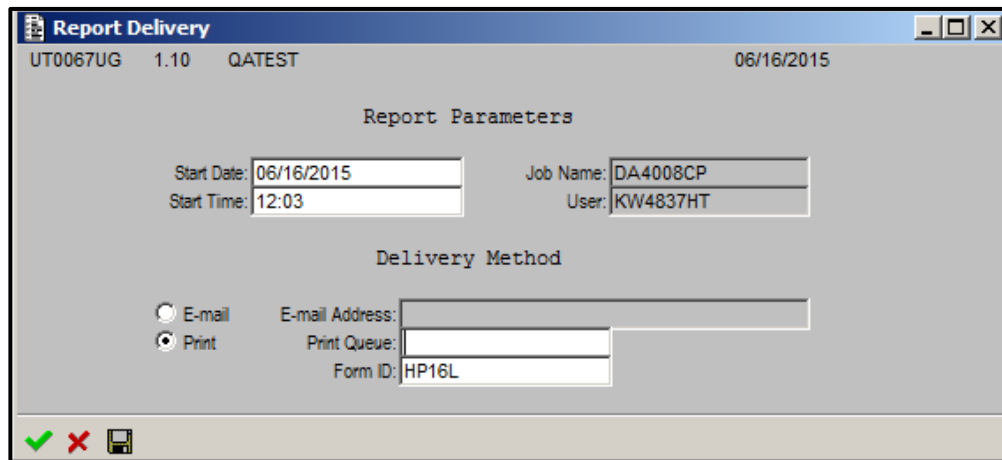 Report Delivery
UT0067UG 1.10 QATEST 06/16/2015
Report Parameters
Start Date: 06/16/2015 Job Name: DA4008CP
Start Time: 12:03 User: KW4837HT
Delivery Method
E-mail E-mail Address:
Print Print Queue:
Form ID: HP16L